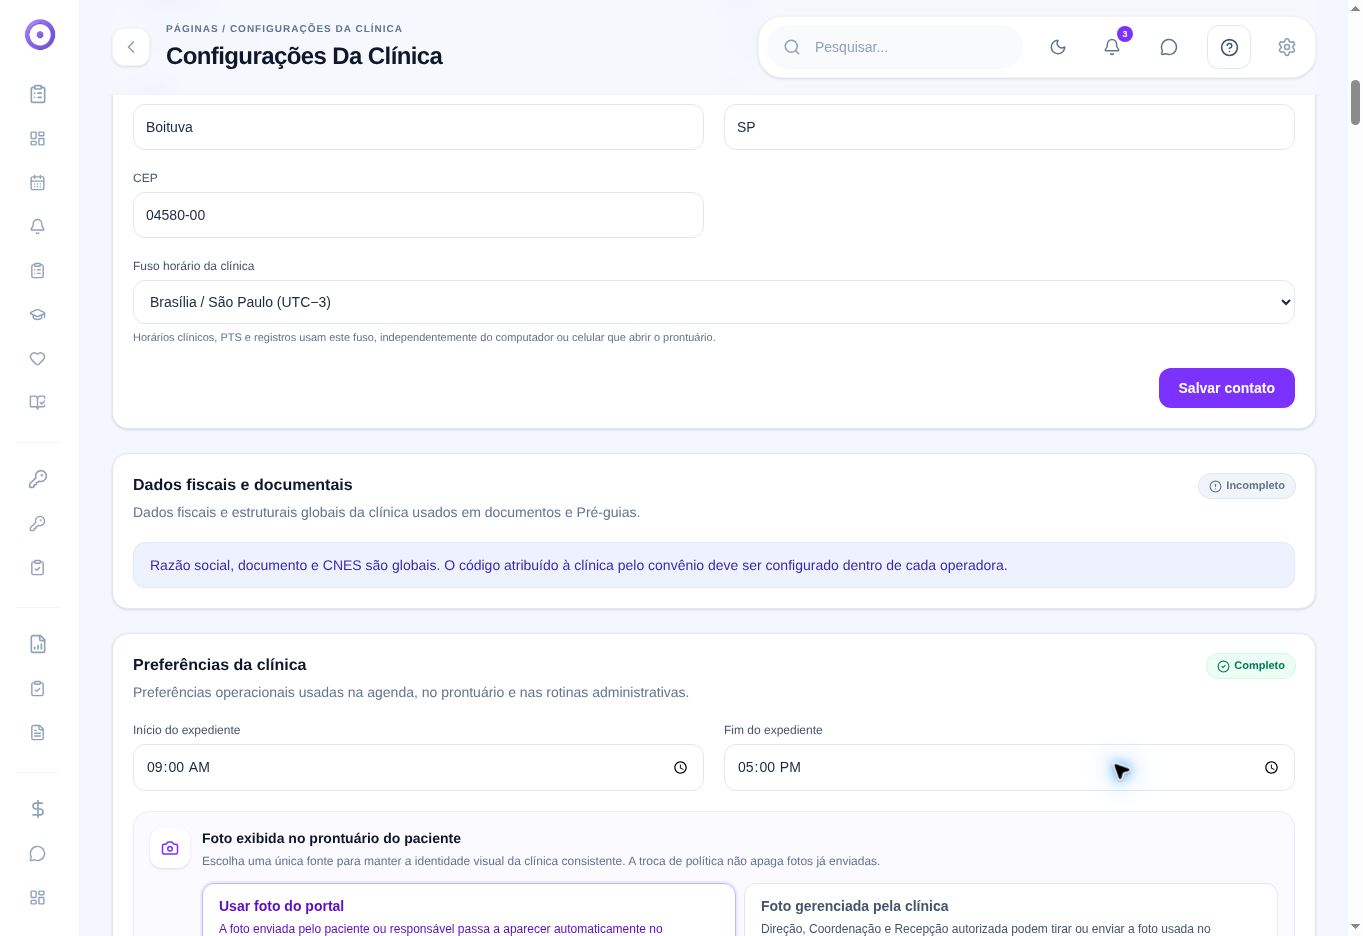 PÁGINAS / CONFIGURAÇÕES DA CLÍNICA
Configurações Da Clínica
Pesquisar...
3
Boituva
SP
CEP
04580-00
Fuso horário da clínica
Brasília / São Paulo (UTC−3)
Horários clínicos, PTS e registros usam este fuso, independentemente do computador ou celular que abrir o prontuário.
Salvar contato
Dados fiscais e documentais
Incompleto
Dados fiscais e estruturais globais da clínica usados em documentos e Pré-guias.
Razão social, documento e CNES são globais. O código atribuído à clínica pelo convênio deve ser configurado dentro de cada operadora.
Preferências da clínica
Completo
Preferências operacionais usadas na agenda, no prontuário e nas rotinas administrativas.
Início do expediente
Fim do expediente
09:00 AM
05:00 PM
Foto exibida no prontuário do paciente
Escolha uma única fonte para manter a identidade visual da clínica consistente. A troca de política não apaga fotos já enviadas.
Usar foto do portal
Foto gerenciada pela clínica
A foto enviada pelo paciente ou responsável passa a aparecer automaticamente no
Direção, Coordenação e Recepção autorizada podem tirar ou enviar a foto usada no